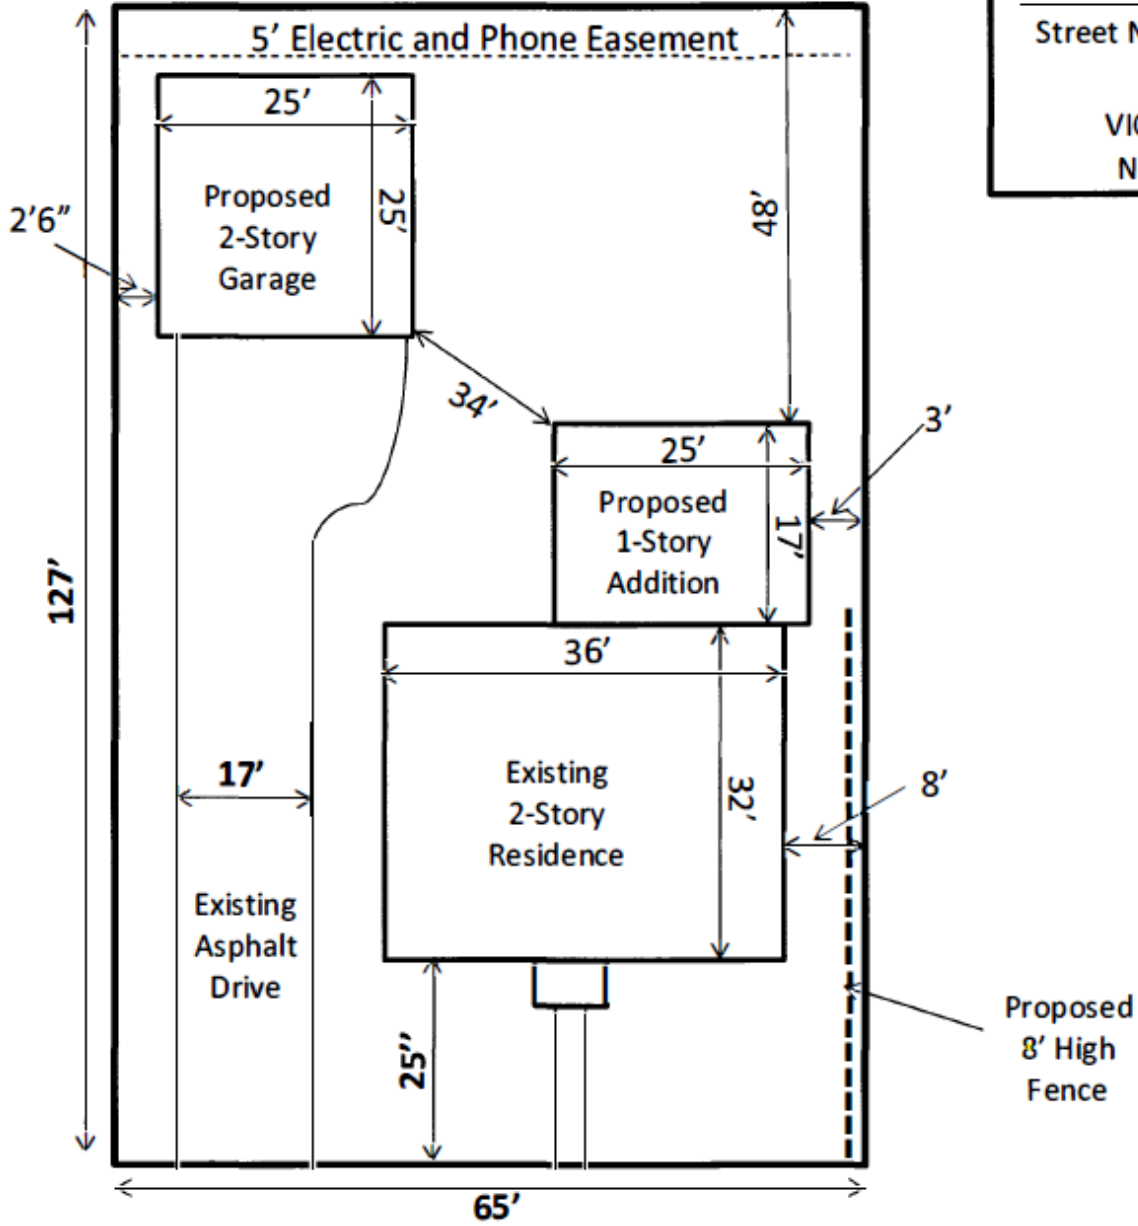 5' Electric and Phone Easement
Street N
VIC
N
25'
Proposed
2-Story
Garage
25'
2'6"
48'
34'
3'
25'
Proposed
1-Story
Addition
17'
127'
36'
17'
Existing
2-Story
Residence
32'
8'
Existing
Asphalt
Drive
25''
Proposed
8' High
Fence
65'